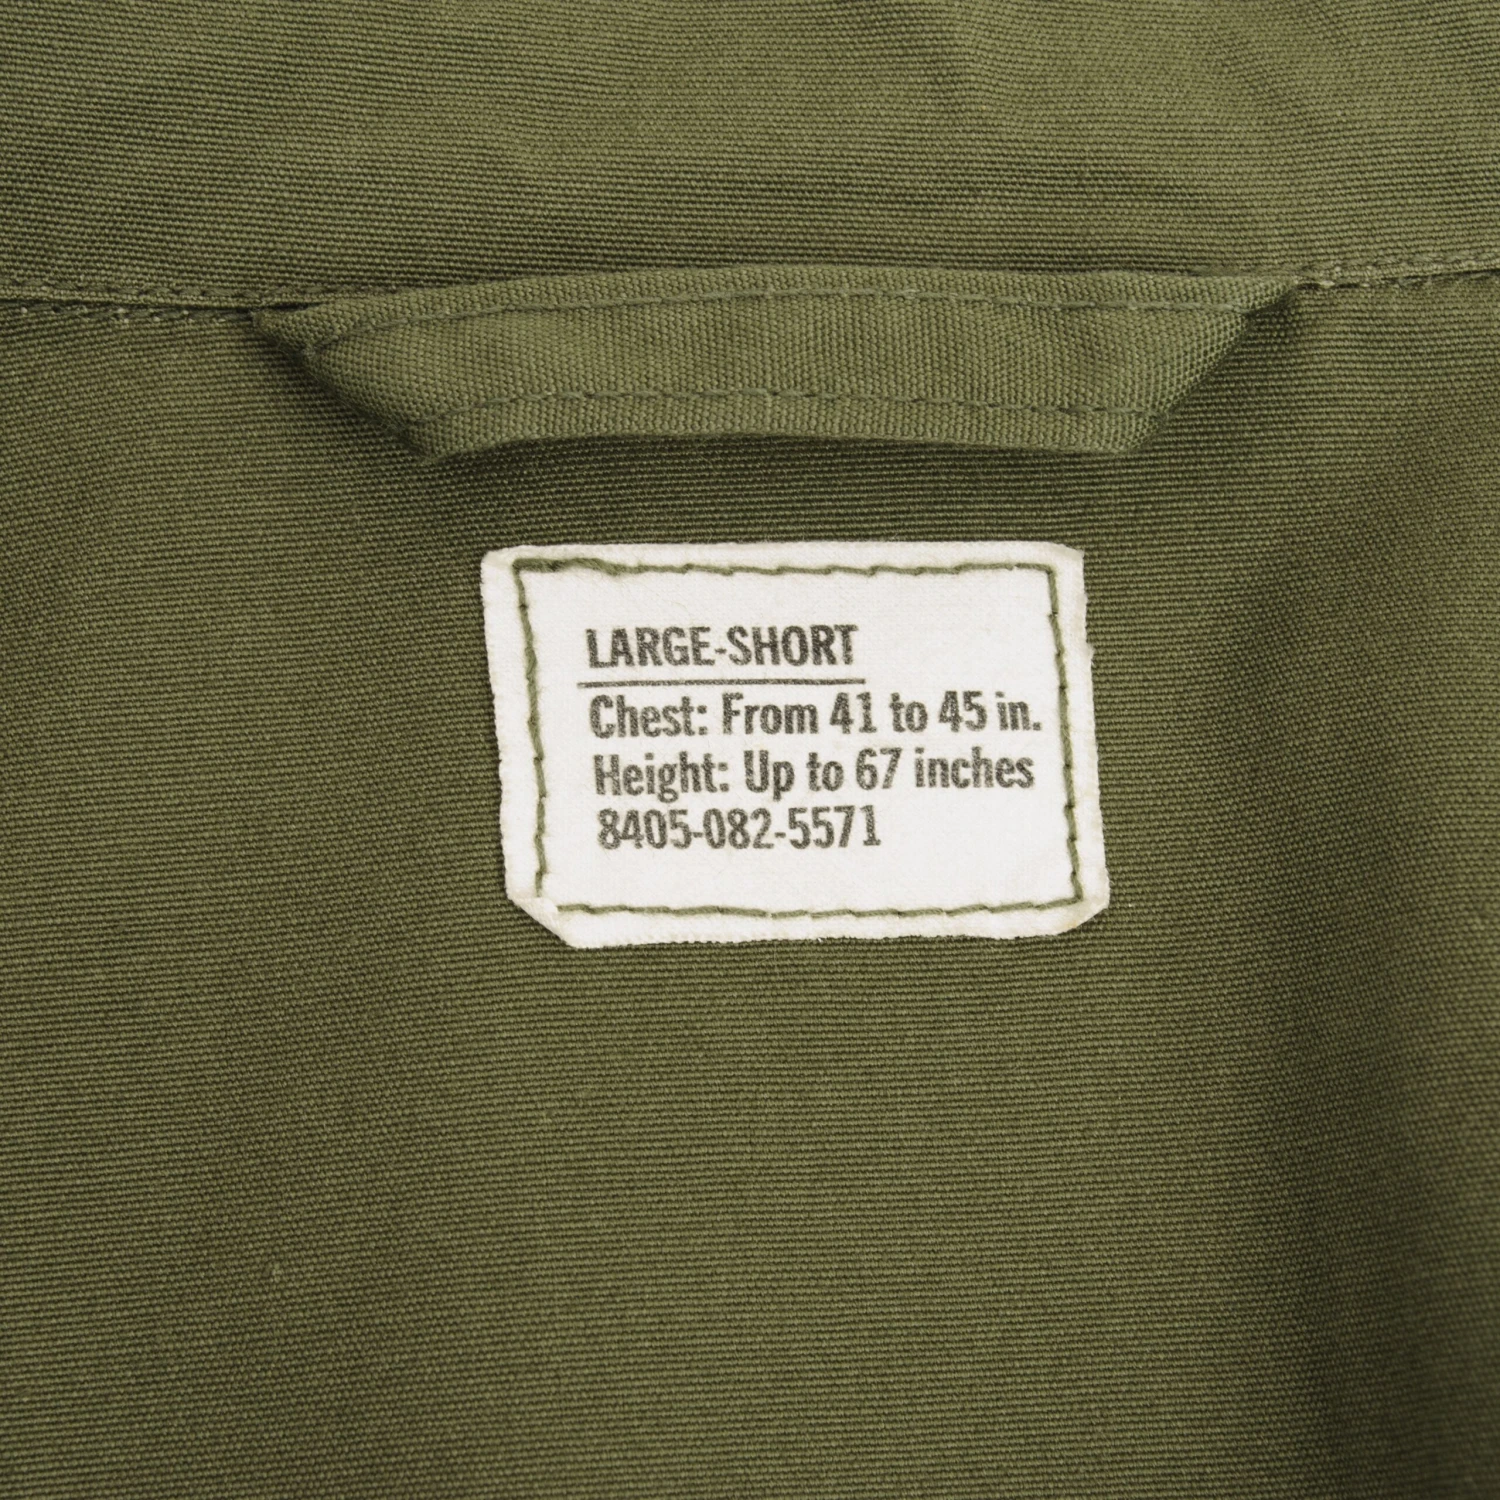 LARGE-SHORT
Chest: From 41 to 45 in.
Height: Up to 67 inches
8405-082-5571